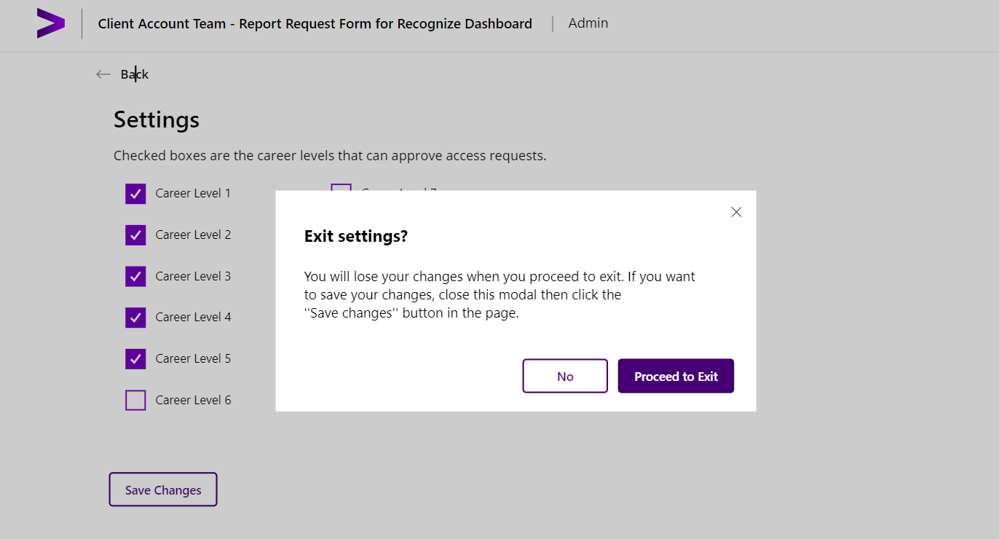 Client Account Team - Report Request Form for Recognize Dashboard
Admin
Back
Settings
Checked boxes are the career levels that can approve access requests.
Career Level 1
Career Level 7
Career Level 2
Career Level 3
Career Level 4
Career Level 5
Career Level 6
Exit settings?
You will lose your changes when you proceed to exit. If you want
to save your changes, close this modal then click the
''Save changes'' button in the page.
No
Proceed to Exit
Save Changes